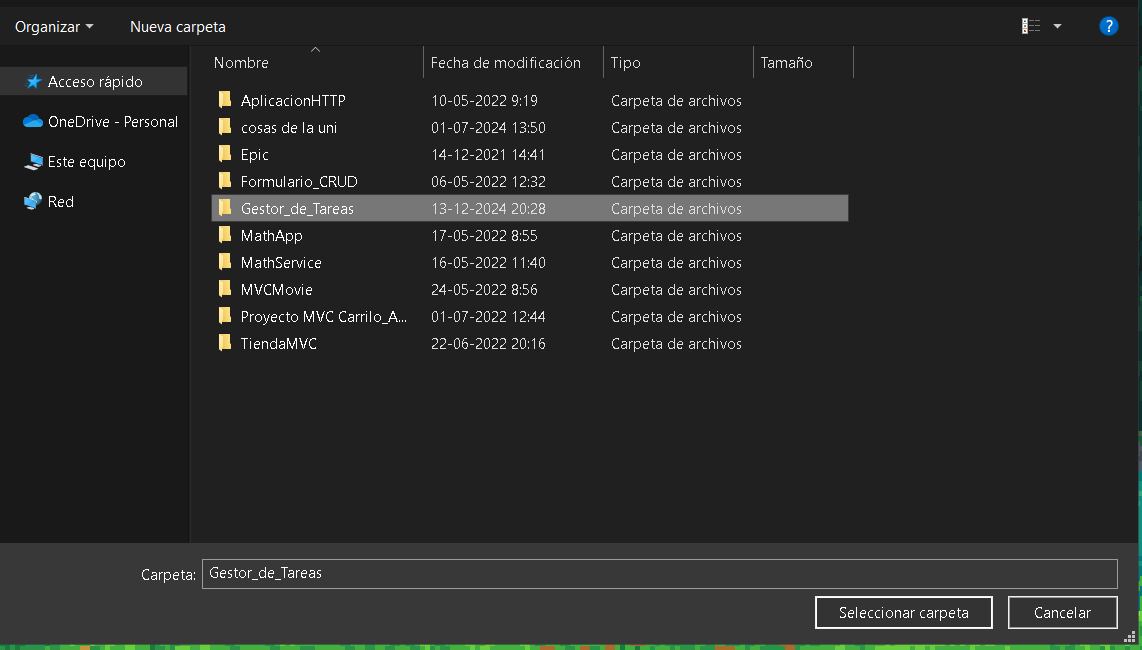 Organizar Nueva carpeta ?
Nombre Fecha de modificación Tipo Tamaño
Acceso rápido
OneDrive - Personal
Este equipo
Red
AplicacionHTTP 10-05-2022 9:19 Carpeta de archivos
cosas de la uni 01-07-2024 13:50 Carpeta de archivos
Epic 14-12-2021 14:41 Carpeta de archivos
Formulario_CRUD 06-05-2022 12:32 Carpeta de archivos
Gestor_de_Tareas 13-12-2024 20:28 Carpeta de archivos
MathApp 17-05-2022 8:55 Carpeta de archivos
MathService 16-05-2022 11:40 Carpeta de archivos
MVCMovie 24-05-2022 8:56 Carpeta de archivos
Proyecto MVC Carrilo_A... 01-07-2022 12:44 Carpeta de archivos
TiendaMVC 22-06-2022 20:16 Carpeta de archivos
Carpeta: Gestor_de_Tareas
Seleccionar carpeta Cancelar